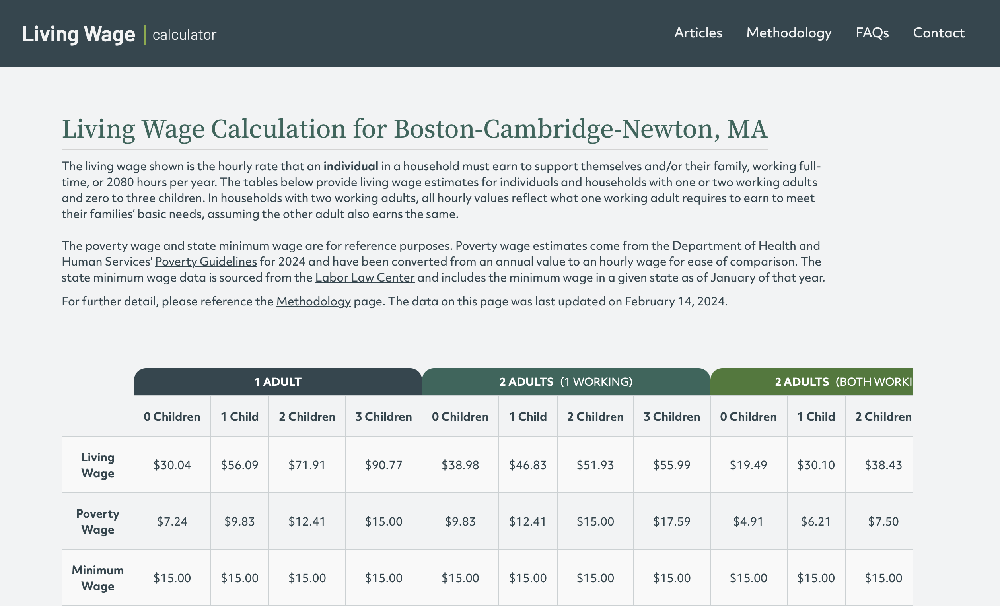 Living Wage | calculator
Articles Methodology FAQs Contact
Living Wage Calculation for Boston-Cambridge-Newton, MA
The living wage shown is the hourly rate that an individual in a household must earn to support themselves and/or their family, working full-
time, or 2080 hours per year. The tables below provide living wage estimates for individuals and households with one or two working adults
and zero to three children. In households with two working adults, all hourly values reflect what one working adult requires to earn to meet
their families’ basic needs, assuming the other adult also earns the same.
The poverty wage and state minimum wage are for reference purposes. Poverty wage estimates come from the Department of Health and
Human Services’ Poverty Guidelines for 2024 and have been converted from an annual value to an hourly wage for ease of comparison. The
state minimum wage data is sourced from the Labor Law Center and includes the minimum wage in a given state as of January of that year.
For further detail, please reference the Methodology page. The data on this page was last updated on February 14, 2024.
1 ADULT 2 ADULTS (1 WORKING) 2 ADULTS (BOTH WORKI
0 Children 1 Child 2 Children 3 Children 0 Children 1 Child 2 Children 3 Children 0 Children 1 Child 2 Children
Living
Wage
$30.04 $56.09 $71.91 $90.77 $38.98 $46.83 $51.93 $55.99 $19.49 $30.10 $38.43
Poverty
Wage
$7.24 $9.83 $12.41 $15.00 $9.83 $12.41 $15.00 $17.59 $4.91 $6.21 $7.50
Minimum
Wage
$15.00 $15.00 $15.00 $15.00 $15.00 $15.00 $15.00 $15.00 $15.00 $15.00 $15.00